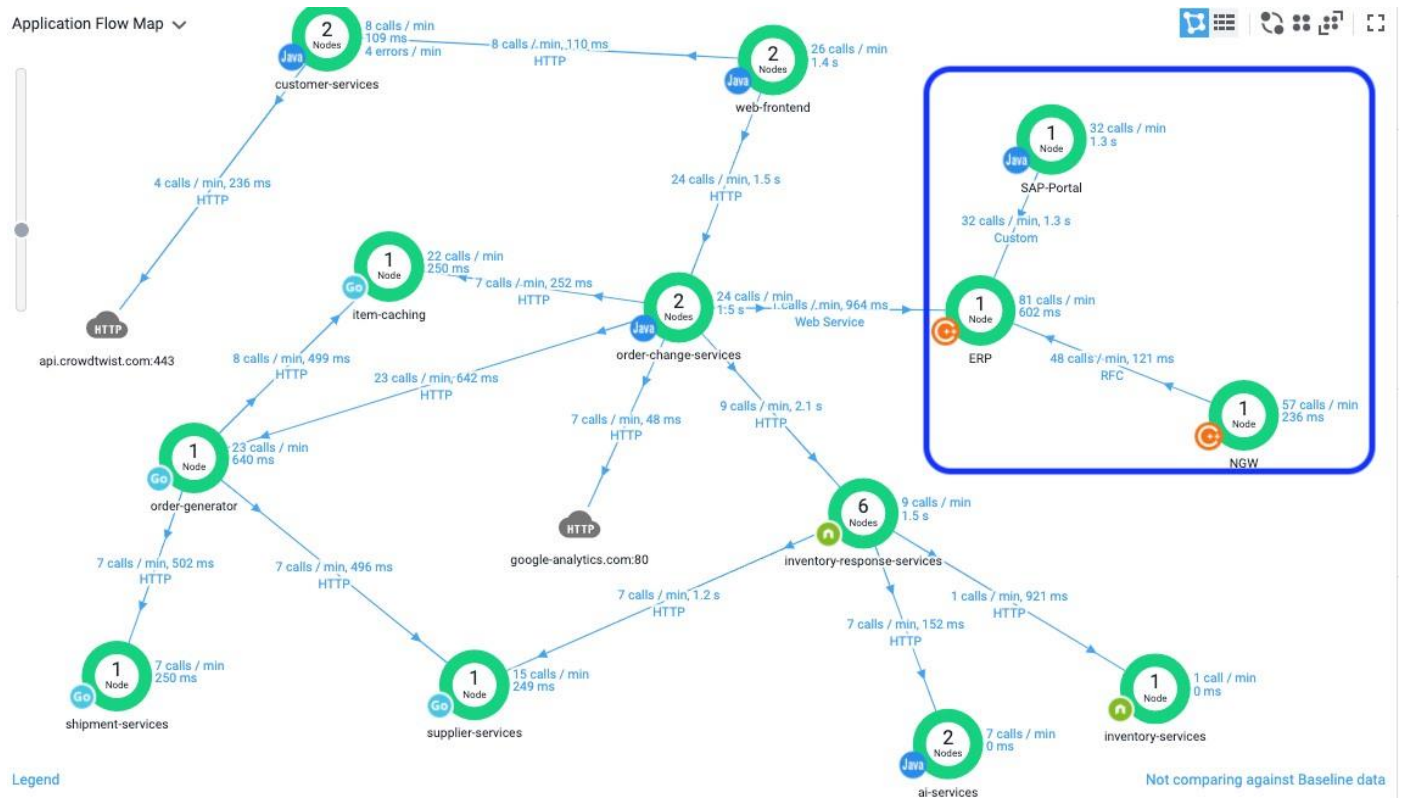 Application Flow Map
2
Nodes
8 calls / min
109 ms
4 errors / min
Java
customer-services
8 calls / min, 110 ms
HTTP
2
Nodes
26 calls / min
1.4 s
Java
web-frontend
1
Node
32 calls / min
1.3 s
Java
SAP-Portal
4 calls / min, 236 ms
HTTP
24 calls / min, 1.5 s
HTTP
32 calls / min, 1.3 s
Custom
1
Node
22 calls / min
250 ms
Go
item-caching
7 calls / min, 252 ms
HTTP
2
Nodes
24 calls / min
1.5 s
Java
order-change-services
calls / min, 964 ms
Web Service
1
Node
81 calls / min
602 ms
ERP
HTTP
api.crowdtwist.com:443
8 calls / min, 499 ms
HTTP
23 calls / min, 642 ms
HTTP
48 calls / min, 121 ms
RFC
7 calls / min, 48 ms
HTTP
9 calls / min, 2.1 s
HTTP
1
Node
57 calls / min
236 ms
NGW
1
Node
23 calls / min
640 ms
Go
order-generator
HTTP
google-analytics.com:80
6
Nodes
9 calls / min
1.5 s
n
inventory-response-services
7 calls / min, 502 ms
HTTP
7 calls / min, 496 ms
HTTP
7 calls / min, 1.2 s
HTTP
7 calls / min, 152 ms
HTTP
1 calls / min, 921 ms
HTTP
1
Node
7 calls / min
250 ms
Go
shipment-services
1
Node
15 calls / min
249 ms
Go
supplier-services
2
Nodes
7 calls / min
0 ms
Java
ai-services
1
Node
1 call / min
0 ms
n
inventory-services
Legend
Not comparing against Baseline data